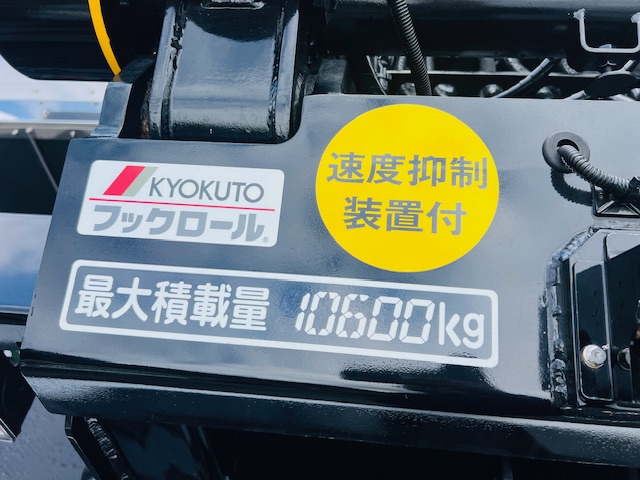 KYOKUTO
フックロール®
速度抑制
装置付
最大積載量 10600kg